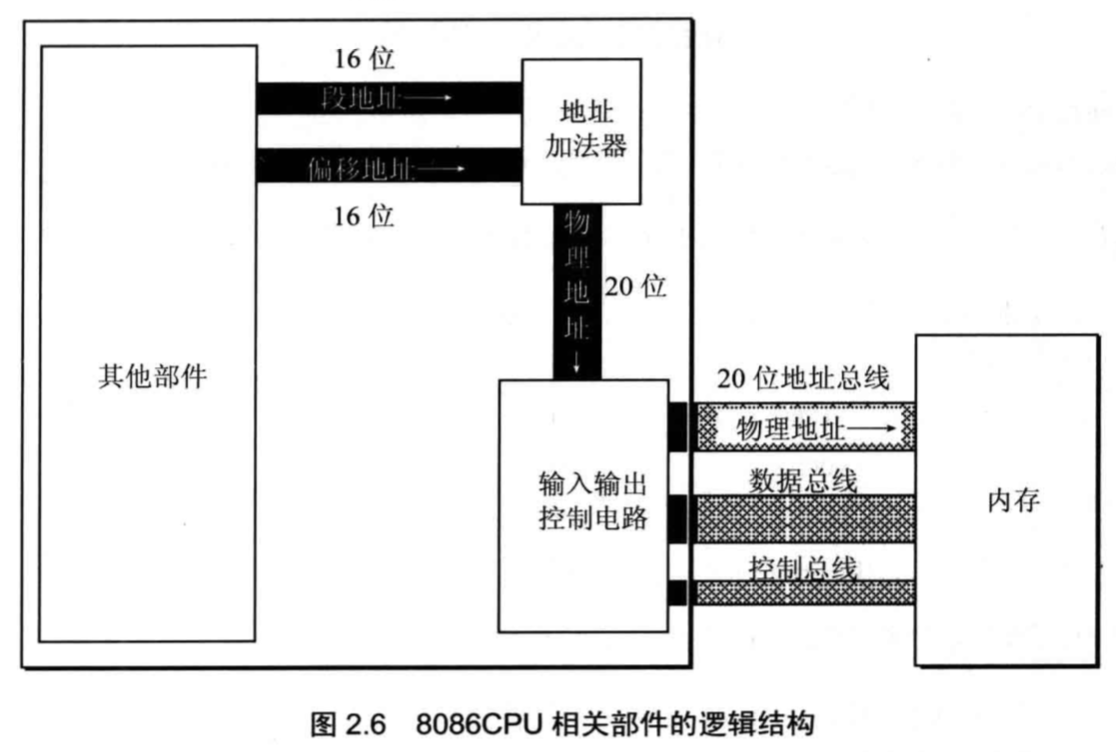 16 位
段地址
偏移地址
16 位
地址
加法器
物理地址
20 位
其他部件
输入输出
控制电路
20 位地址总线
物理地址
数据总线
控制总线
内存
图 2.6 8086CPU 相关部件的逻辑结构